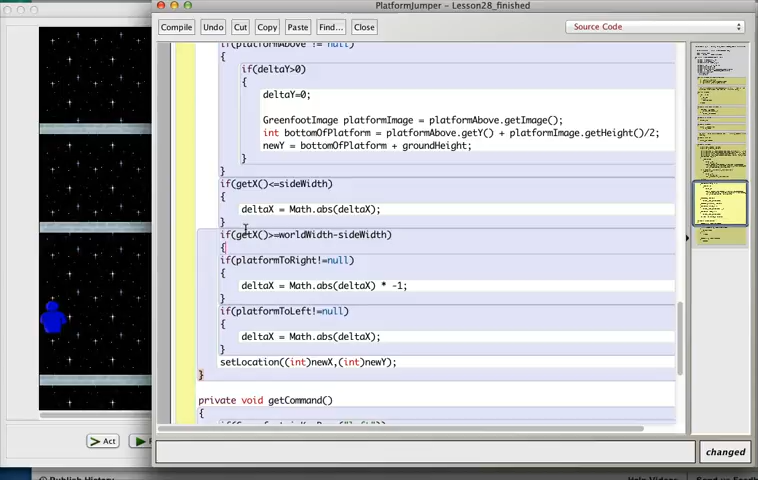 PlatformJumper - Lesson28_finished
Compile Undo Cut Copy Paste Find... Close Source Code
if(platformAbove != null)
{
if(deltaY>0)
{
deltaY=0;
GreenfootImage platformImage = platformAbove.getImage();
int bottomOfPlatform = platformAbove.getY() + platformImage.getHeight()/2;
newY = bottomOfPlatform + groundHeight;
}
}
if(getX()<=sideWidth)
{
deltaX = Math.abs(deltaX);
}
if(getX()>=worldWidth-sideWidth)
{
if(platformToRight!=null)
{
deltaX = Math.abs(deltaX) * -1;
}
if(platformToLeft!=null)
{
deltaX = Math.abs(deltaX);
}
setLocation((int)newX,(int)newY);
}
private void getCommand()
{
> Act
changed
Publish History